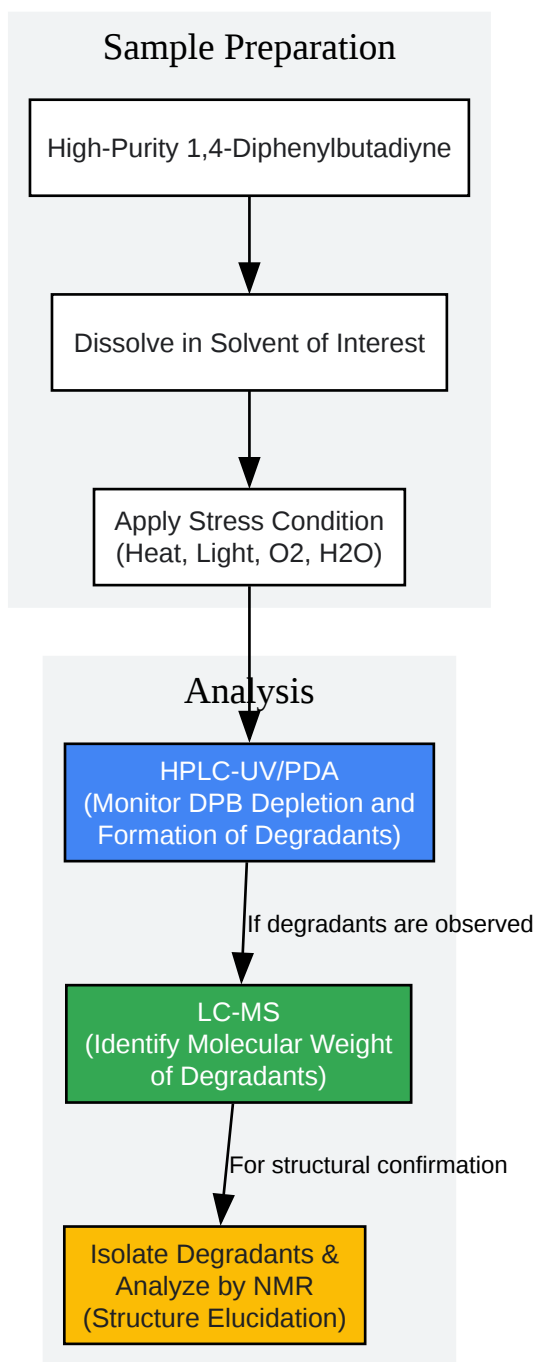 Sample Preparation
High-Purity 1,4-Diphenylbutadiyne
Dissolve in Solvent of Interest
Apply Stress Condition
(Heat, Light, O2, H2O)
Analysis
HPLC-UV/PDA
(Monitor DPB Depletion and
Formation of Degradants)
If degradants are observed
LC-MS
(Identify Molecular Weight
of Degradants)
For structural confirmation
Isolate Degradants &
Analyze by NMR
(Structure Elucidation)